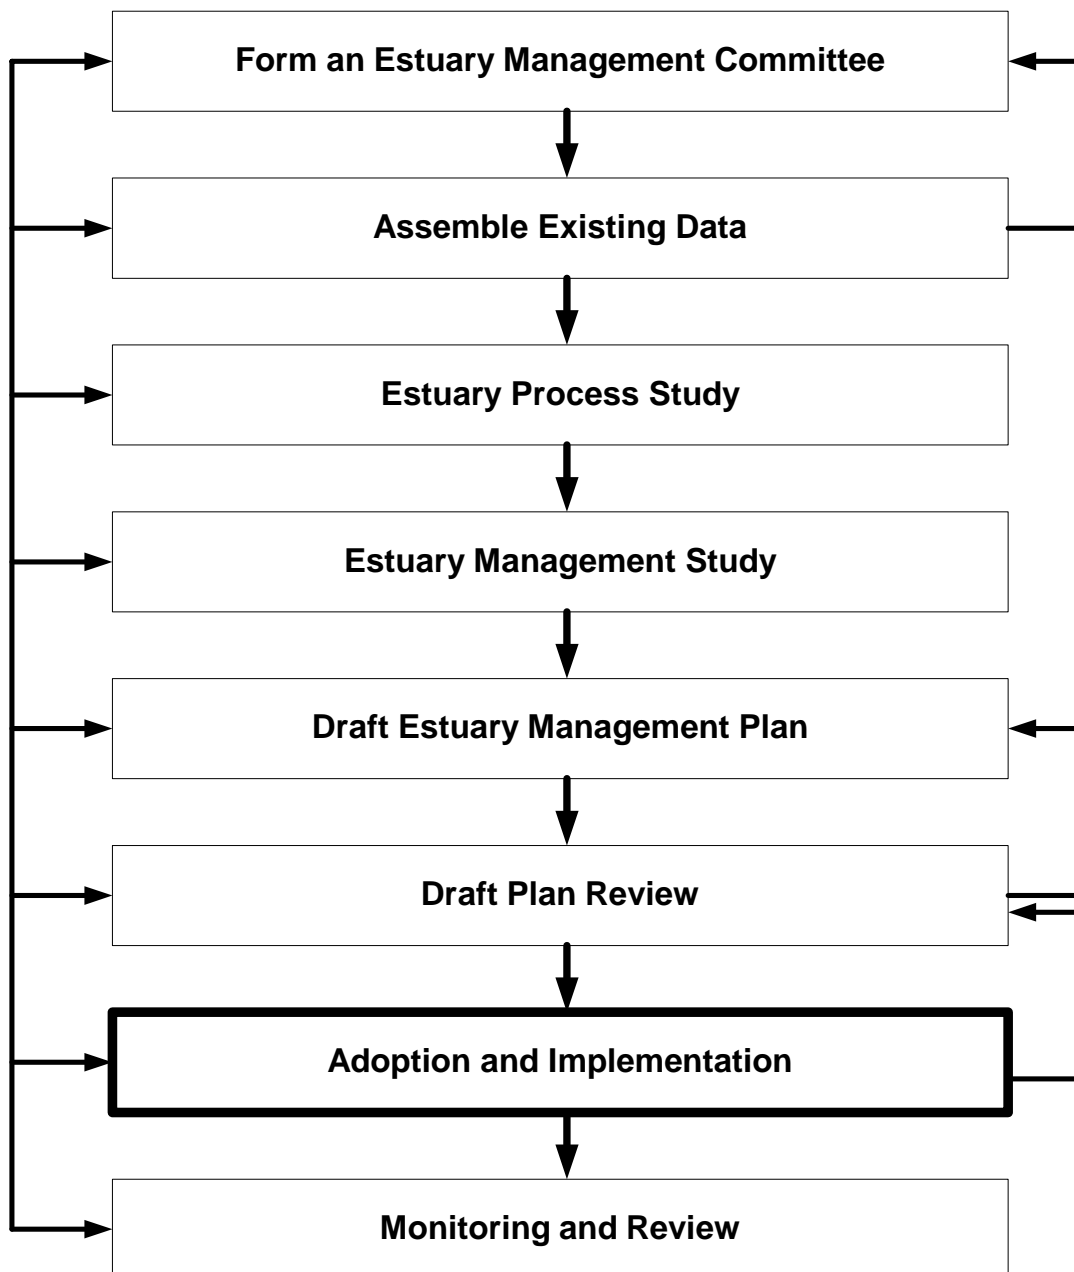 Form an Estuary Management Committee
Assemble Existing Data
Estuary Process Study
Estuary Management Study
Draft Estuary Management Plan
Draft Plan Review
Adoption and Implementation
Monitoring and Review